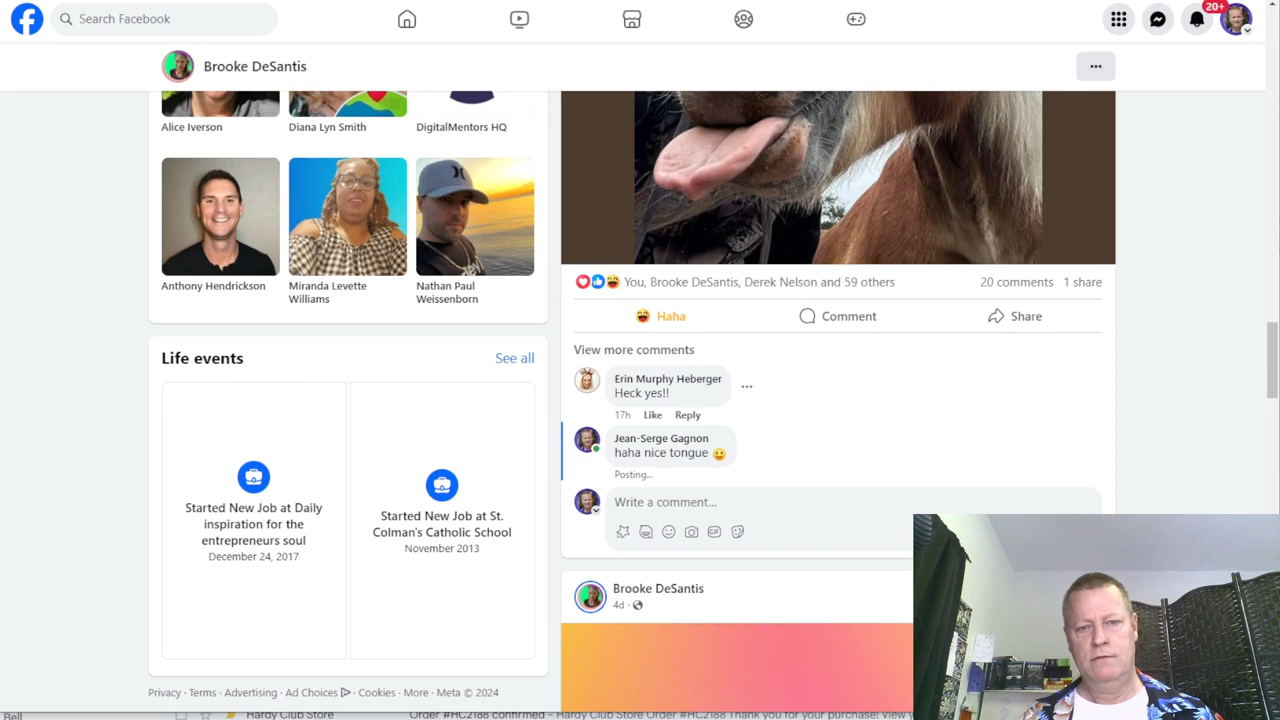 Search Facebook
20+
Brooke DeSantis
Alice Iverson
Diana Lyn Smith
DigitalMentors HQ
Anthony Hendrickson
Miranda Levette
Williams
Nathan Paul
Weissenborn
Life events
See all
Started New Job at Daily
inspiration for the
entrepreneurs soul
December 24, 2017
Started New Job at St.
Colman's Catholic School
November 2013
Privacy · Terms · Advertising · Ad Choices · Cookies · More · Meta © 2024
You, Brooke DeSantis, Derek Nelson and 59 others
20 comments 1 share
Haha
Comment
Share
View more comments
Erin Murphy Heberger
Heck yes!!
17h Like Reply
Jean-Serge Gagnon
haha nice tongue 😀
Posting...
Write a comment...
GIF
Brooke DeSantis
4d ·
Bell
Hardy Club Store
Order #HC2188 confirmed - Hardy Club Store Order #HC2188 Thank you for your purchase! View y